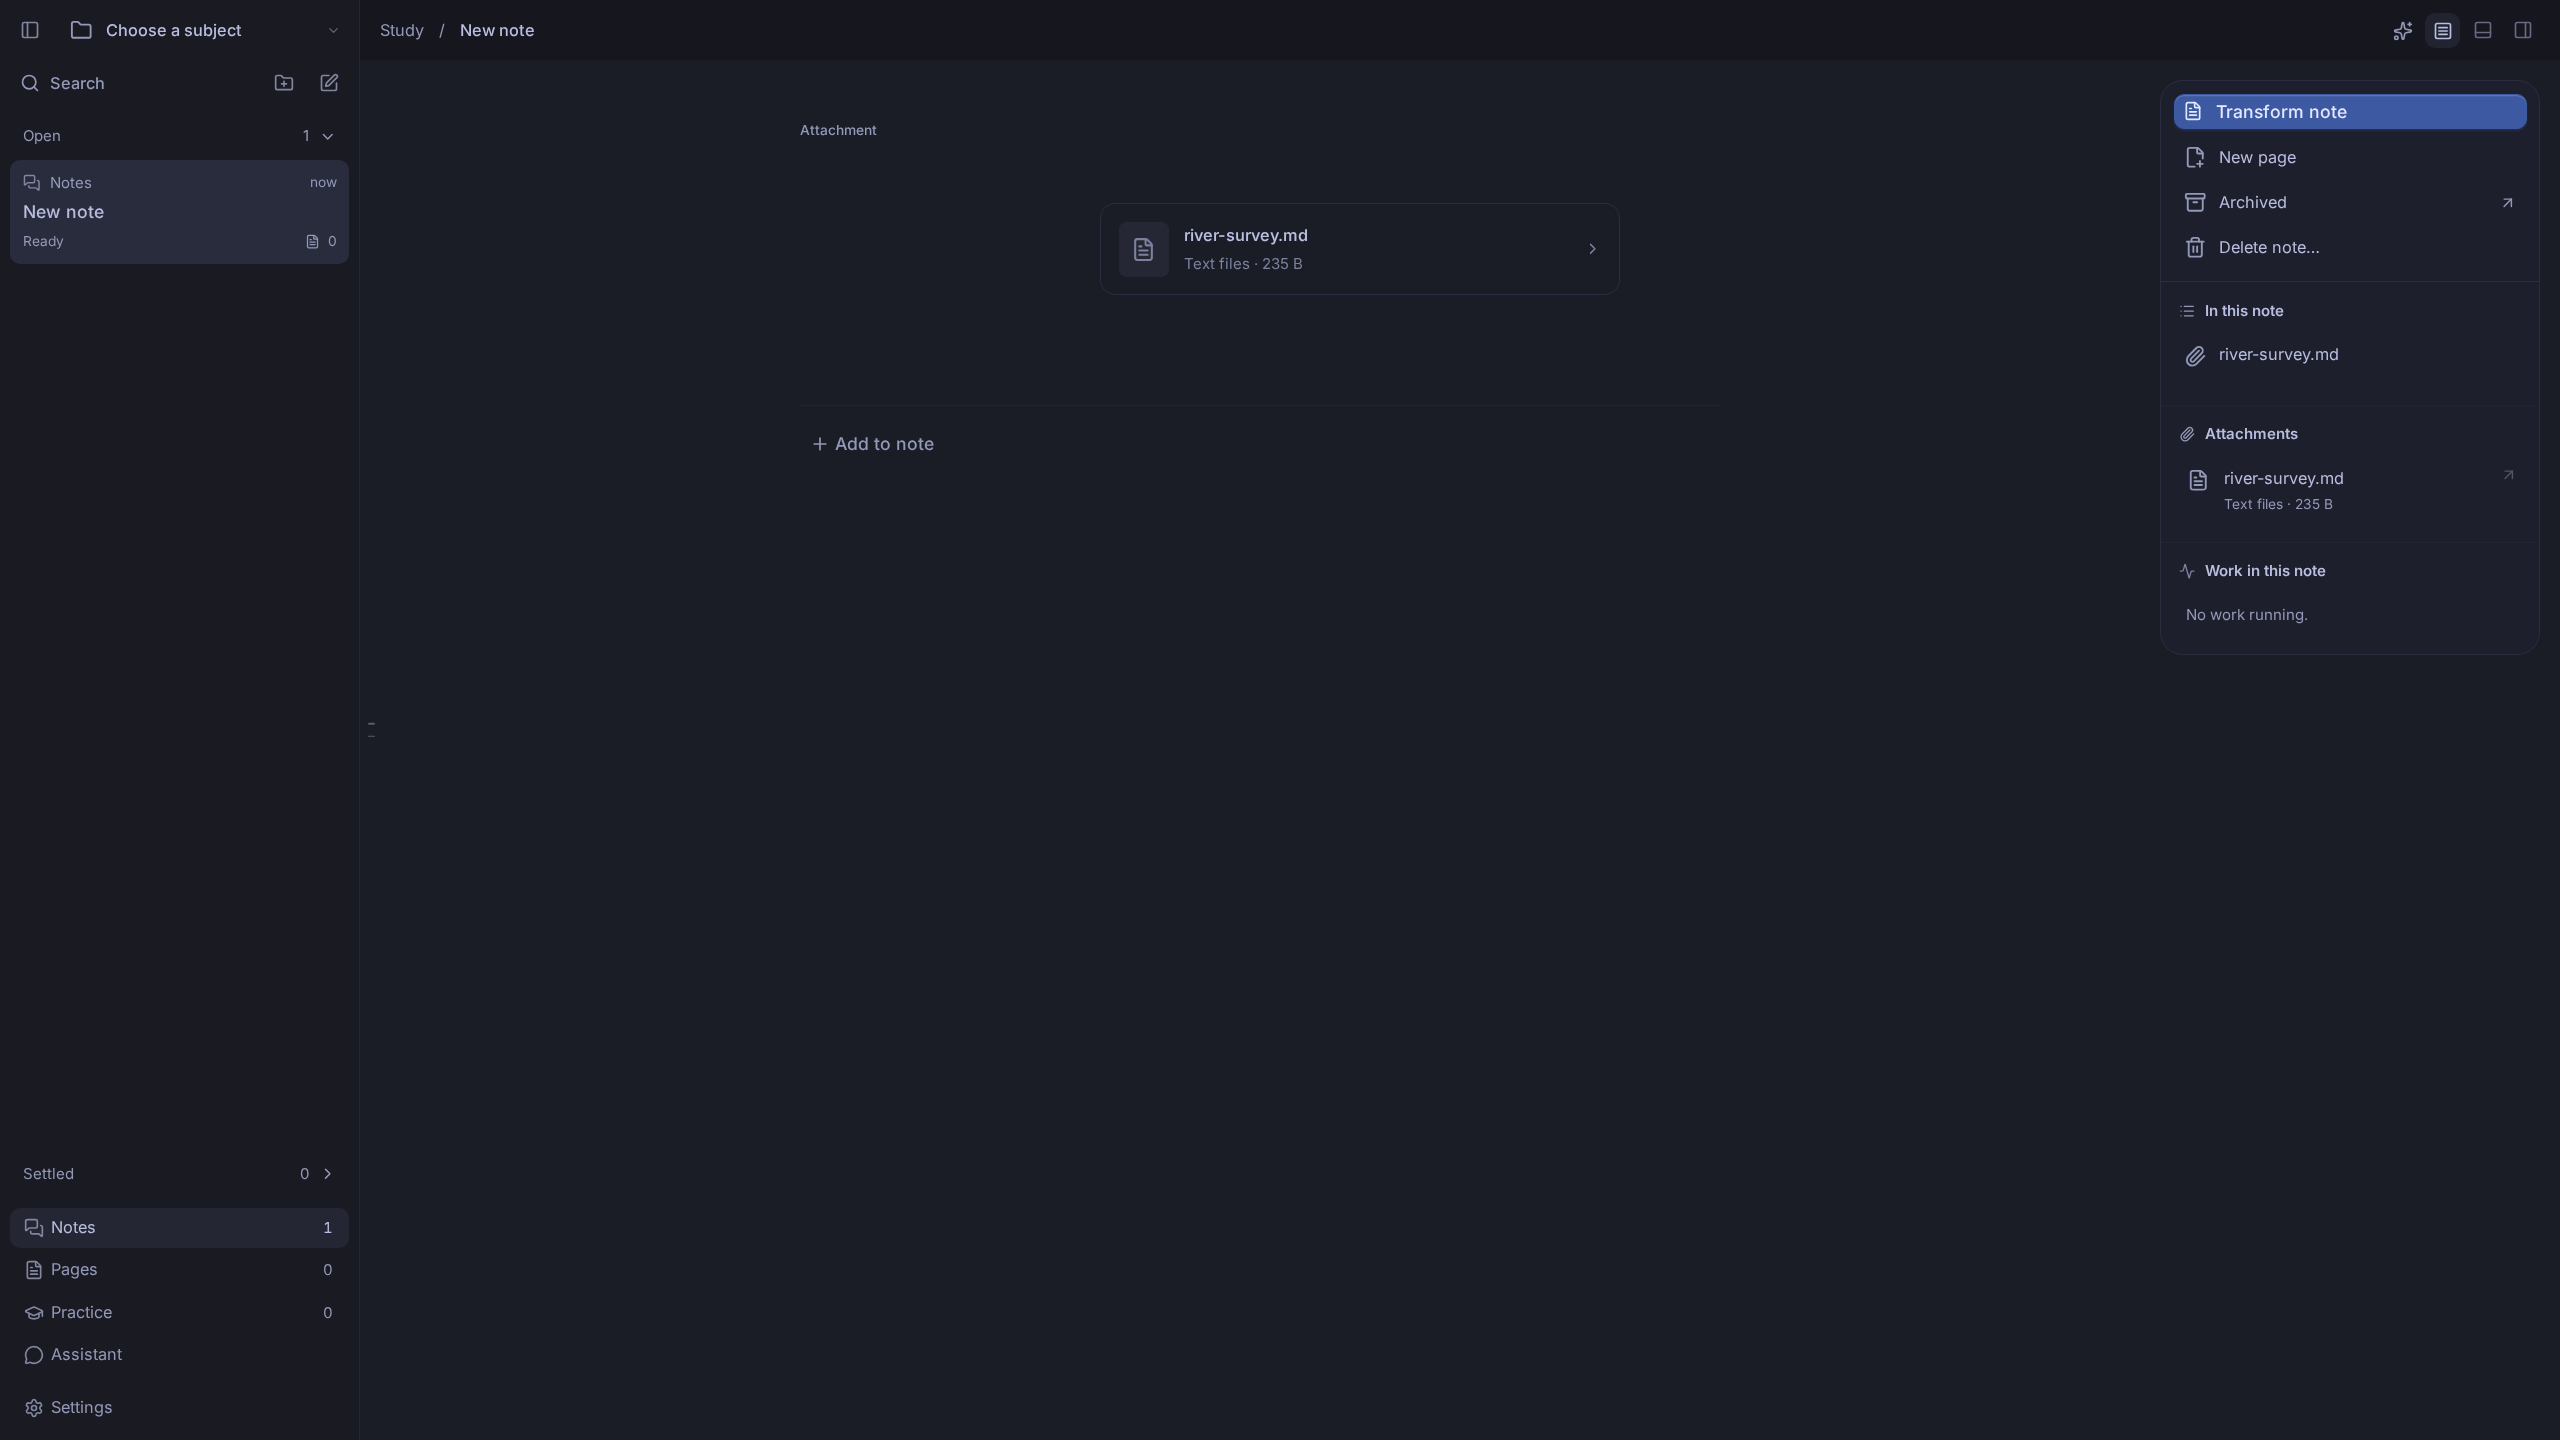 Choose a subject
Search
Open 1
Notes now
New note
Ready 0
Settled 0
Notes 1
Pages 0
Practice 0
Assistant
Settings
Study / New note
Attachment
river-survey.md
Text files · 235 B
Add to note
Transform note
New page
Archived
Delete note...
In this note
river-survey.md
Attachments
river-survey.md
Text files · 235 B
Work in this note
No work running.